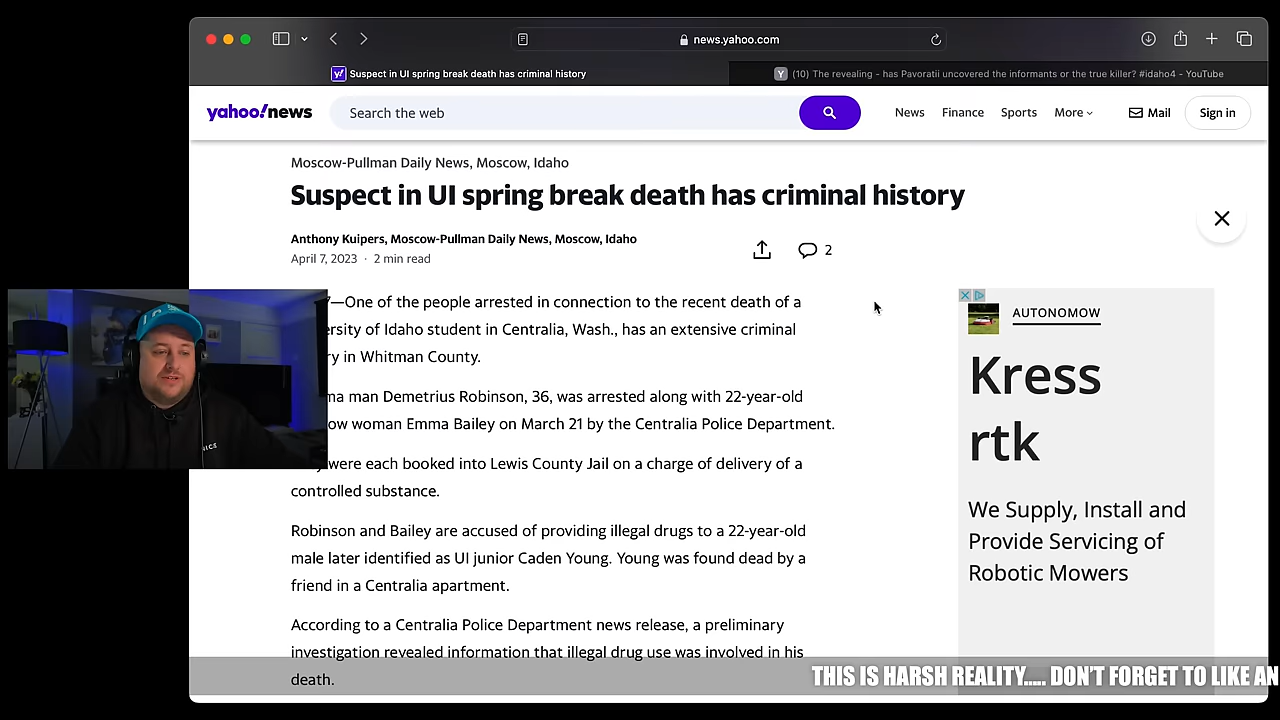 news.yahoo.com
Suspect in UI spring break death has criminal history
(10) The revealing - has Pavoratii uncovered the informants or the true killer? #idaho4 - YouTube
yahoo!news
Search the web
News Finance Sports More Mail Sign in
Moscow-Pullman Daily News, Moscow, Idaho
Suspect in UI spring break death has criminal history
Anthony Kuipers, Moscow-Pullman Daily News, Moscow, Idaho
April 7, 2023 · 2 min read
2
—One of the people arrested in connection to the recent death of a
ersity of Idaho student in Centralia, Wash., has an extensive criminal
ry in Whitman County.
ma man Demetrius Robinson, 36, was arrested along with 22-year-old
ow woman Emma Bailey on March 21 by the Centralia Police Department.
were each booked into Lewis County Jail on a charge of delivery of a
controlled substance.
Robinson and Bailey are accused of providing illegal drugs to a 22-year-old
male later identified as UI junior Caden Young. Young was found dead by a
friend in a Centralia apartment.
According to a Centralia Police Department news release, a preliminary
investigation revealed information that illegal drug use was involved in his
death.
AUTONOMOW
Kress
rtk
We Supply, Install and
Provide Servicing of
Robotic Mowers
THIS IS HARSH REALITY..... DON'T FORGET TO LIKE AN